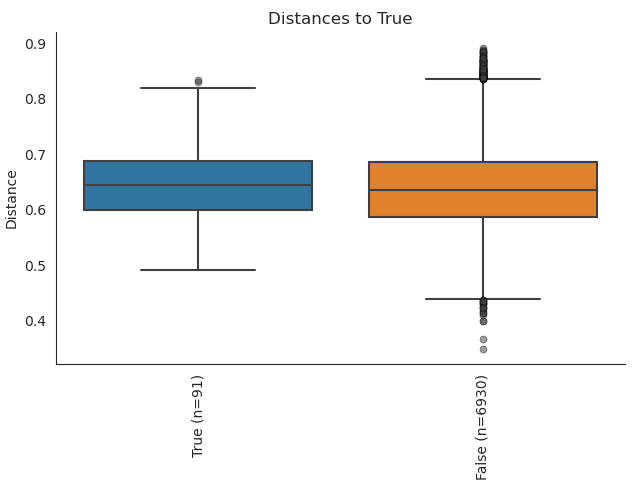 Distances to True
0.9
0.8
0.7
0.6
0.5
0.4
Distance
True (n=91)
False (n=6930)